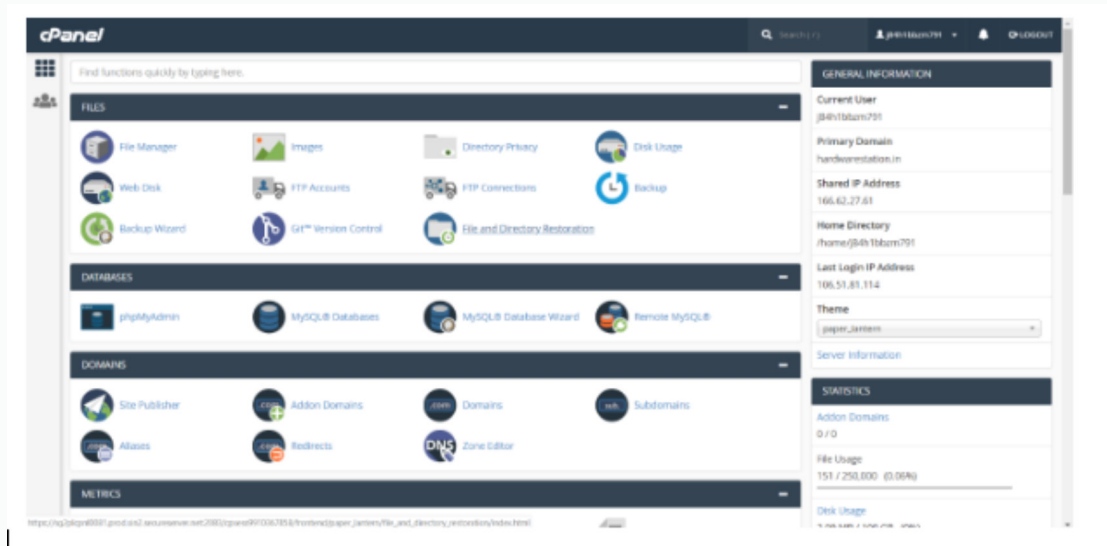 cPanel
Search ( / )
LOGOUT
Find functions quickly by typing here.
FILES
File Manager
Images
Directory Privacy
Disk Usage
Web Disk
FTP Accounts
FTP Connections
Backup
Backup Wizard
Git™ Version Control
File and Directory Restoration
DATABASES
phpMyAdmin
MySQL® Databases
MySQL® Database Wizard
Remote MySQL®
DOMAINS
Site Publisher
Addon Domains
Domains
Subdomains
Aliases
Redirects
Zone Editor
METRICS
GENERAL INFORMATION
Current User
Primary Domain
hardwarestation.in
Shared IP Address
166.62.27.61
Home Directory
Last Login IP Address
106.51.81.114
Theme
paper_lantern
Server Information
STATISTICS
Addon Domains
0 / 0
File Usage
151 / 250,000 (0.06%)
Disk Usage